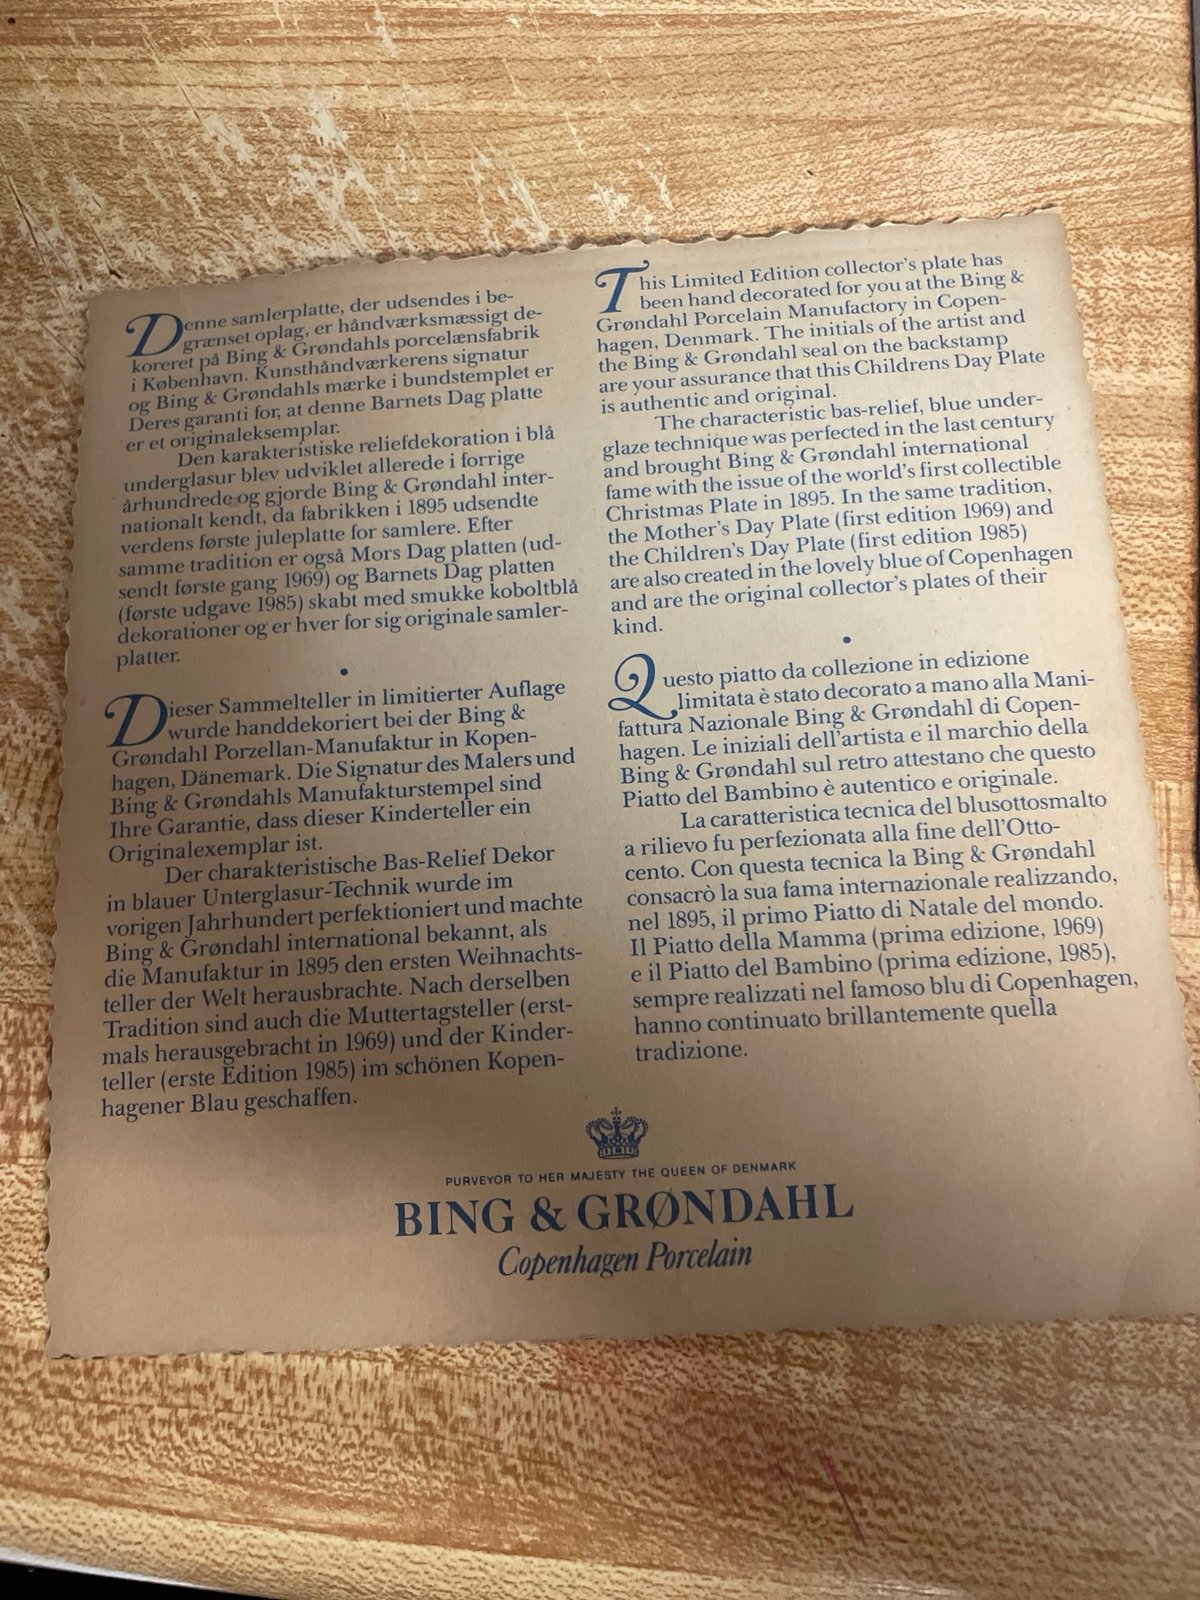 Denne samlerplatte, der udsendes i be-
grænset oplag, er håndværksmæssigt de-
koreret på Bing & Grøndahls porcelænsfabrik
i København. Kunsthåndværkerens signatur
og Bing & Grøndahls mærke i bundstemplet er
Deres garanti for, at denne Barnets Dag platte
er et originaleksemplar.
Den karakteristiske reliefdekoration i blå
underglasur blev udviklet allerede i forrige
århundrede og gjorde Bing & Grøndahl inter-
nationalt kendt, da fabrikken i 1895 udsendte
verdens første juleplatte for samlere. Efter
samme tradition er også Mors Dag platten (ud-
sendt første gang 1969) og Barnets Dag platten
(første udgave 1985) skabt med smukke koboltblå
dekorationer og er hver for sig originale samler-
platter.
Dieser Sammelteller in limitierter Auflage
wurde handdekoriert bei der Bing &
Grøndahl Porzellan-Manufaktur in Kopen-
hagen, Dänemark. Die Signatur des Malers und
Bing & Grøndahls Manufakturstempel sind
Ihre Garantie, dass dieser Kinderteller ein
Originalexemplar ist.
Der charakteristische Bas-Relief Dekor
in blauer Unterglasur-Technik wurde im
vorigen Jahrhundert perfektioniert und machte
Bing & Grøndahl international bekannt, als
die Manufaktur in 1895 den ersten Weihnachts-
teller der Welt herausbrachte. Nach derselben
Tradition sind auch die Muttertagsteller (erst-
mals herausgebracht in 1969) und der Kinder-
teller (erste Edition 1985) im schönen Kopen-
hagener Blau geschaffen.
This Limited Edition collector's plate has
been hand decorated for you at the Bing &
Grøndahl Porcelain Manufactory in Copen-
hagen, Denmark. The initials of the artist and
the Bing & Grøndahl seal on the backstamp
are your assurance that this Childrens Day Plate
is authentic and original.
The characteristic bas-relief, blue under-
glaze technique was perfected in the last century
and brought Bing & Grøndahl international
fame with the issue of the world's first collectible
Christmas Plate in 1895. In the same tradition,
the Mother's Day Plate (first edition 1969) and
the Children's Day Plate (first edition 1985)
are also created in the lovely blue of Copenhagen
and are the original collector's plates of their
kind.
Questo piatto da collezione in edizione
limitata è stato decorato a mano alla Mani-
fattura Nazionale Bing & Grøndahl di Copen-
hagen. Le iniziali dell'artista e il marchio della
Bing & Grøndahl sul retro attestano che questo
Piatto del Bambino è autentico e originale.
La caratteristica tecnica del blusottosmalto
a rilievo fu perfezionata alla fine dell'Otto-
cento. Con questa tecnica la Bing & Grøndahl
consacrò la sua fama internazionale realizzando,
nel 1895, il primo Piatto di Natale del mondo.
Il Piatto della Mamma (prima edizione, 1969)
e il Piatto del Bambino (prima edizione, 1985),
sempre realizzati nel famoso blu di Copenhagen,
hanno continuato brillantemente quella
tradizione.
PURVEYOR TO HER MAJESTY THE QUEEN OF DENMARK
BING & GRØNDAHL
Copenhagen Porcelain